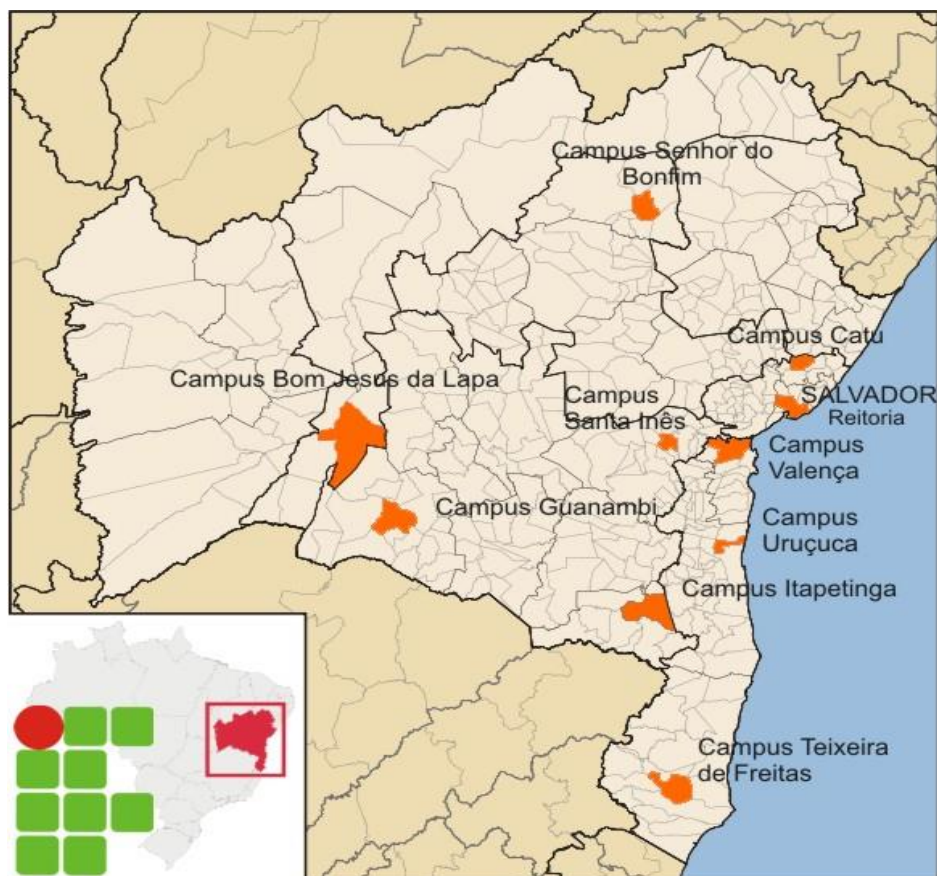 Campus Senhor do
Bonfim
Campus Catu
Campus Bom Jesus da Lapa
SALVADOR
Reitoria
Campus
Santa Inês
Campus
Valença
Campus Guanambi
Campus
Uruçuca
Campus Itapetinga
Campus Teixeira
de Freitas